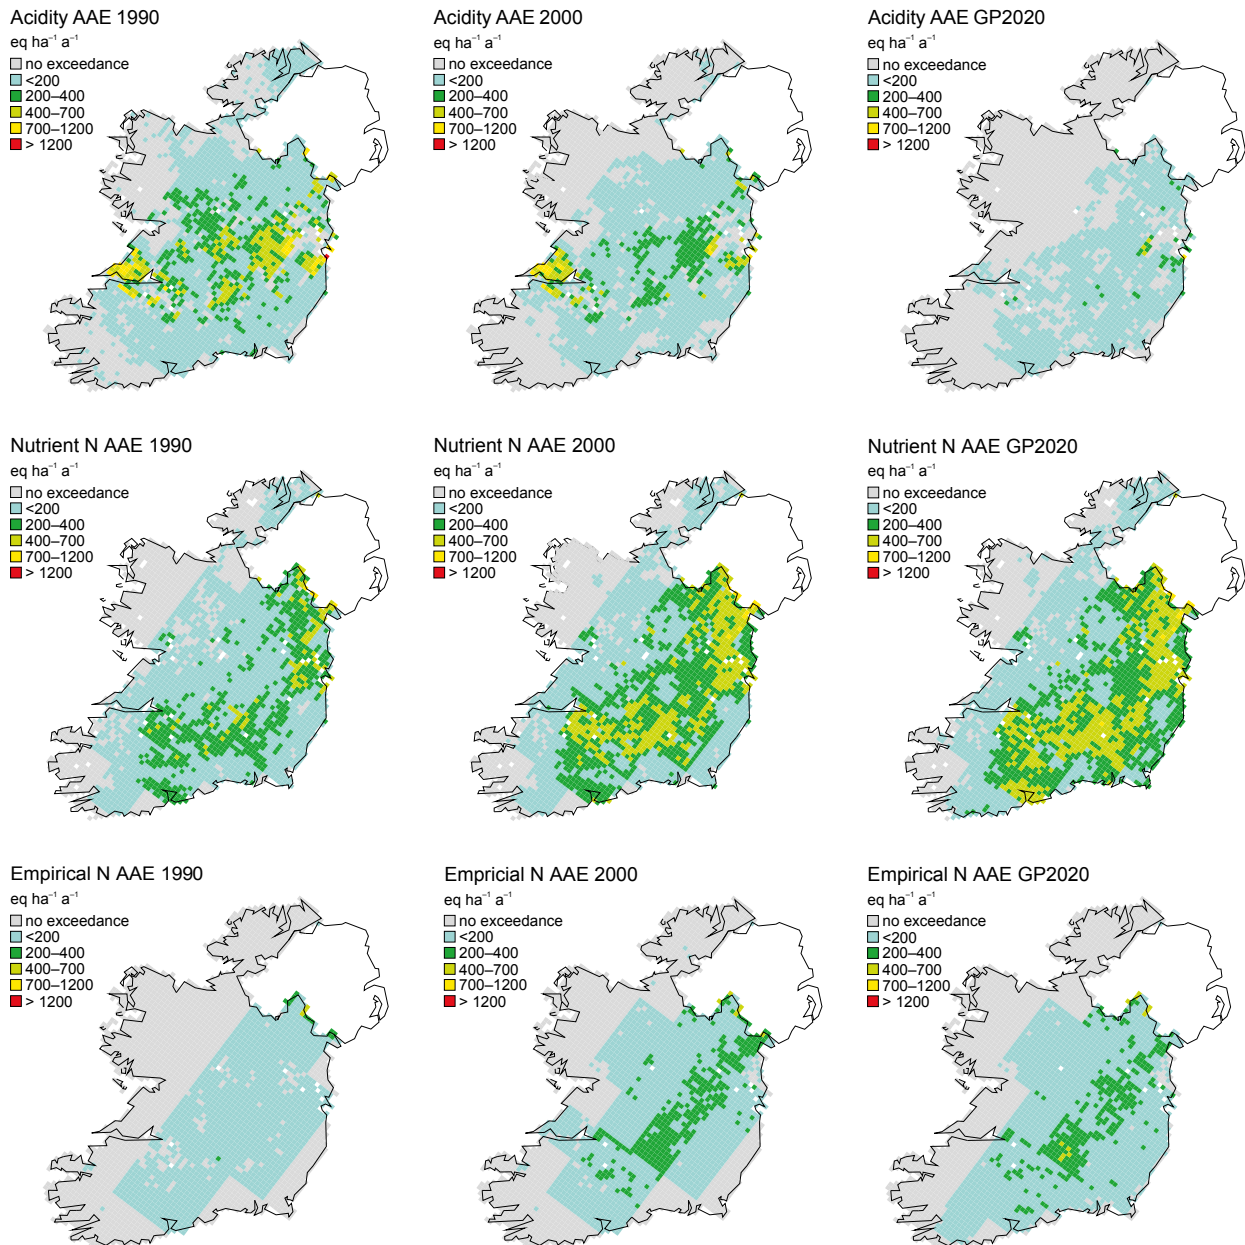 Acidity AAE 1990
eq ha⁻¹ a⁻¹
no exceedance
<200
200–400
400–700
700–1200
> 1200
Acidity AAE 2000
eq ha⁻¹ a⁻¹
no exceedance
<200
200–400
400–700
700–1200
> 1200
Acidity AAE GP2020
eq ha⁻¹ a⁻¹
no exceedance
<200
200–400
400–700
700–1200
> 1200
Nutrient N AAE 1990
eq ha⁻¹ a⁻¹
no exceedance
<200
200–400
400–700
700–1200
> 1200
Nutrient N AAE 2000
eq ha⁻¹ a⁻¹
no exceedance
<200
200–400
400–700
700–1200
> 1200
Nutrient N AAE GP2020
eq ha⁻¹ a⁻¹
no exceedance
<200
200–400
400–700
700–1200
> 1200
Empirical N AAE 1990
eq ha⁻¹ a⁻¹
no exceedance
<200
200–400
400–700
700–1200
> 1200
Empricial N AAE 2000
eq ha⁻¹ a⁻¹
no exceedance
<200
200–400
400–700
700–1200
> 1200
Empirical N AAE GP2020
eq ha⁻¹ a⁻¹
no exceedance
<200
200–400
400–700
700–1200
> 1200